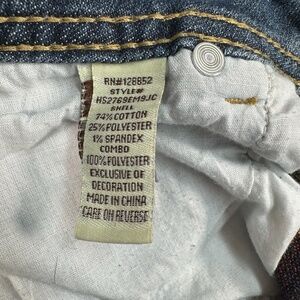 RN#128852
STYLE#
HS2769EM9JC
SHELL
74%COTTON
25%POLYESTER
1% SPANDEX
COMBO
100%POLYESTER
EXCLUSIVE OF
DECORATION
MADE IN CHINA
CARE ON REVERSE